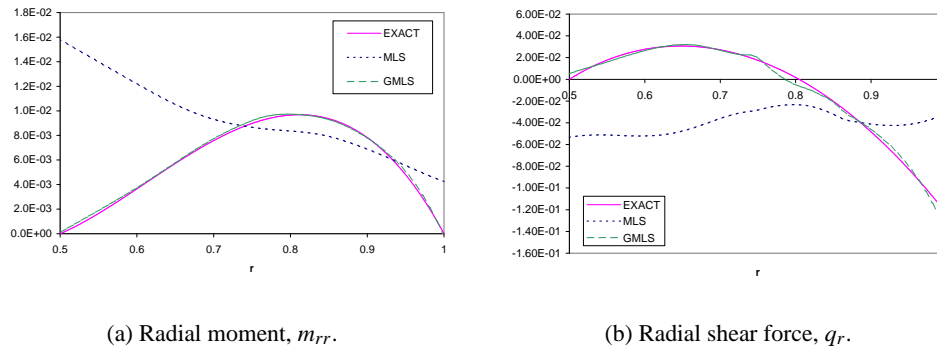 1.8E-02
1.6E-02
1.4E-02
1.2E-02
1.0E-02
8.0E-03
6.0E-03
4.0E-03
2.0E-03
0.0E+00
0.5 0.6 0.7 0.8 0.9 1
r
EXACT
MLS
GMLS
(a) Radial moment, m_rr.
6.00E-02
4.00E-02
2.00E-02
0.00E+00
-2.00E-02
-4.00E-02
-6.00E-02
-8.00E-02
-1.00E-01
-1.20E-01
-1.40E-01
-1.60E-01
0.5 0.6 0.7 0.8 0.9
EXACT
MLS
GMLS
r
(b) Radial shear force, q_r.